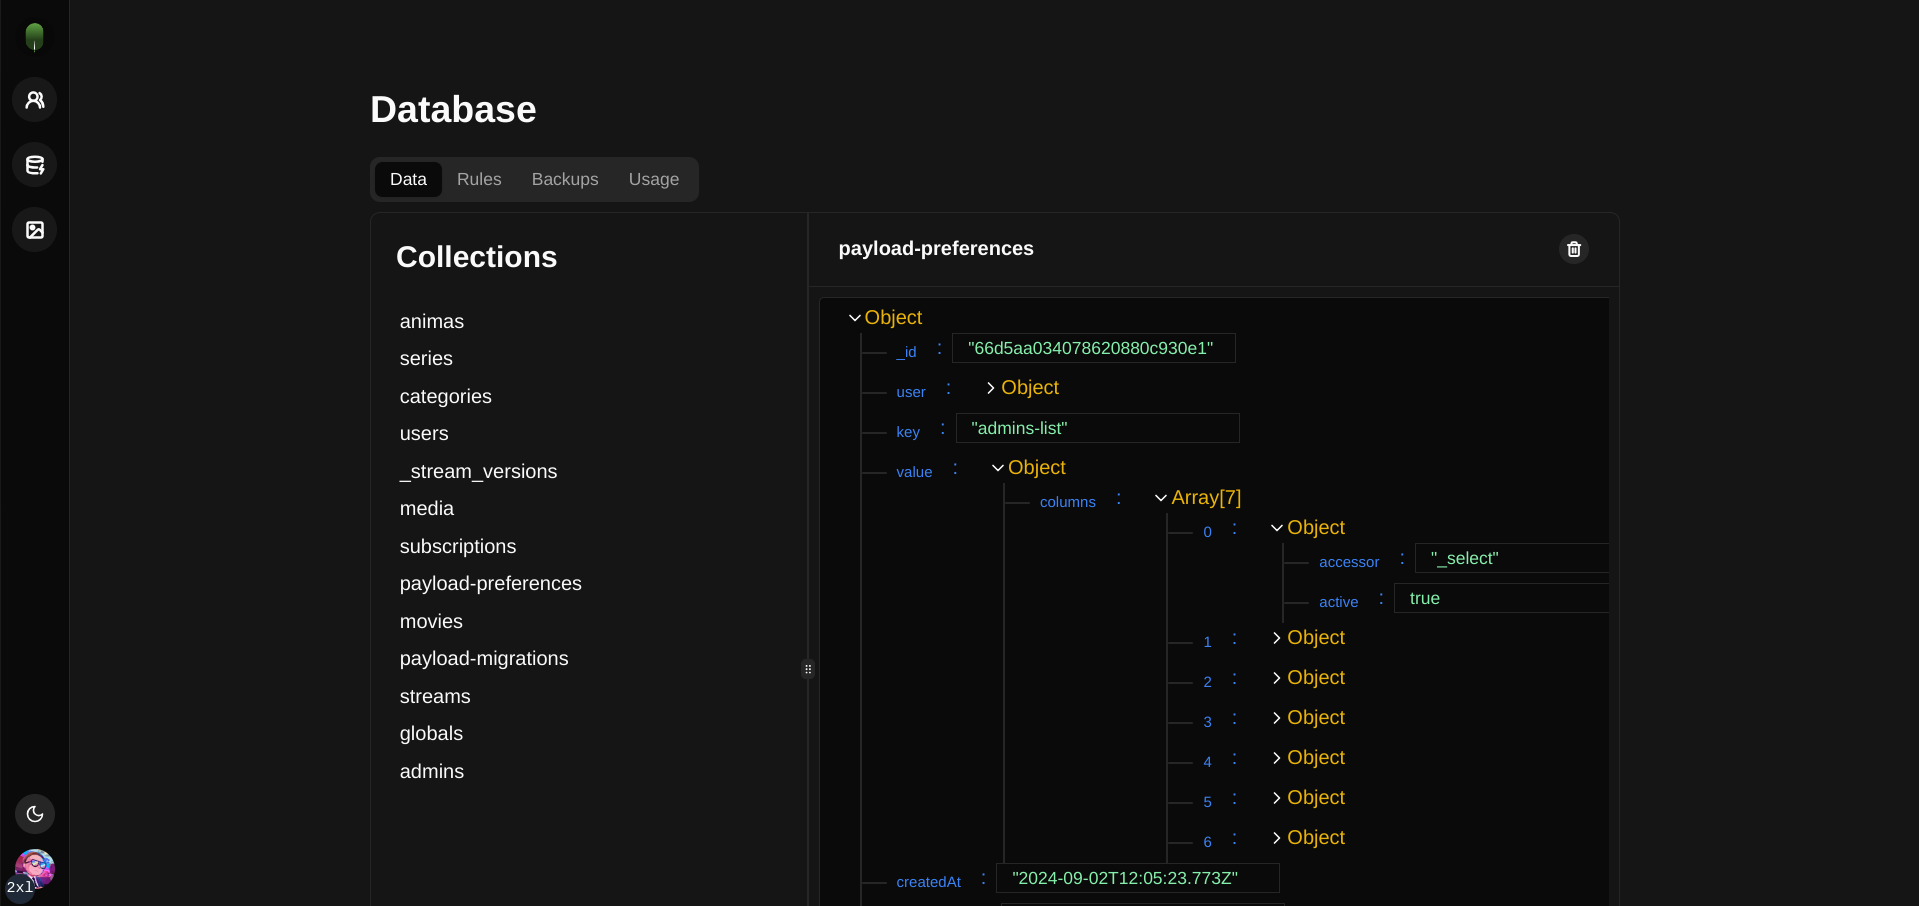 Database
Data Rules Backups Usage
Collections
animas
series
categories
users
_stream_versions
media
subscriptions
payload-preferences
movies
payload-migrations
streams
globals
admins
payload-preferences
Object
_id : "66d5aa034078620880c930e1"
user : Object
key : "admins-list"
value : Object
columns : Array[7]
0 : Object
accessor : "_select"
active : true
1 : Object
2 : Object
3 : Object
4 : Object
5 : Object
6 : Object
createdAt : "2024-09-02T12:05:23.773Z"
2xl